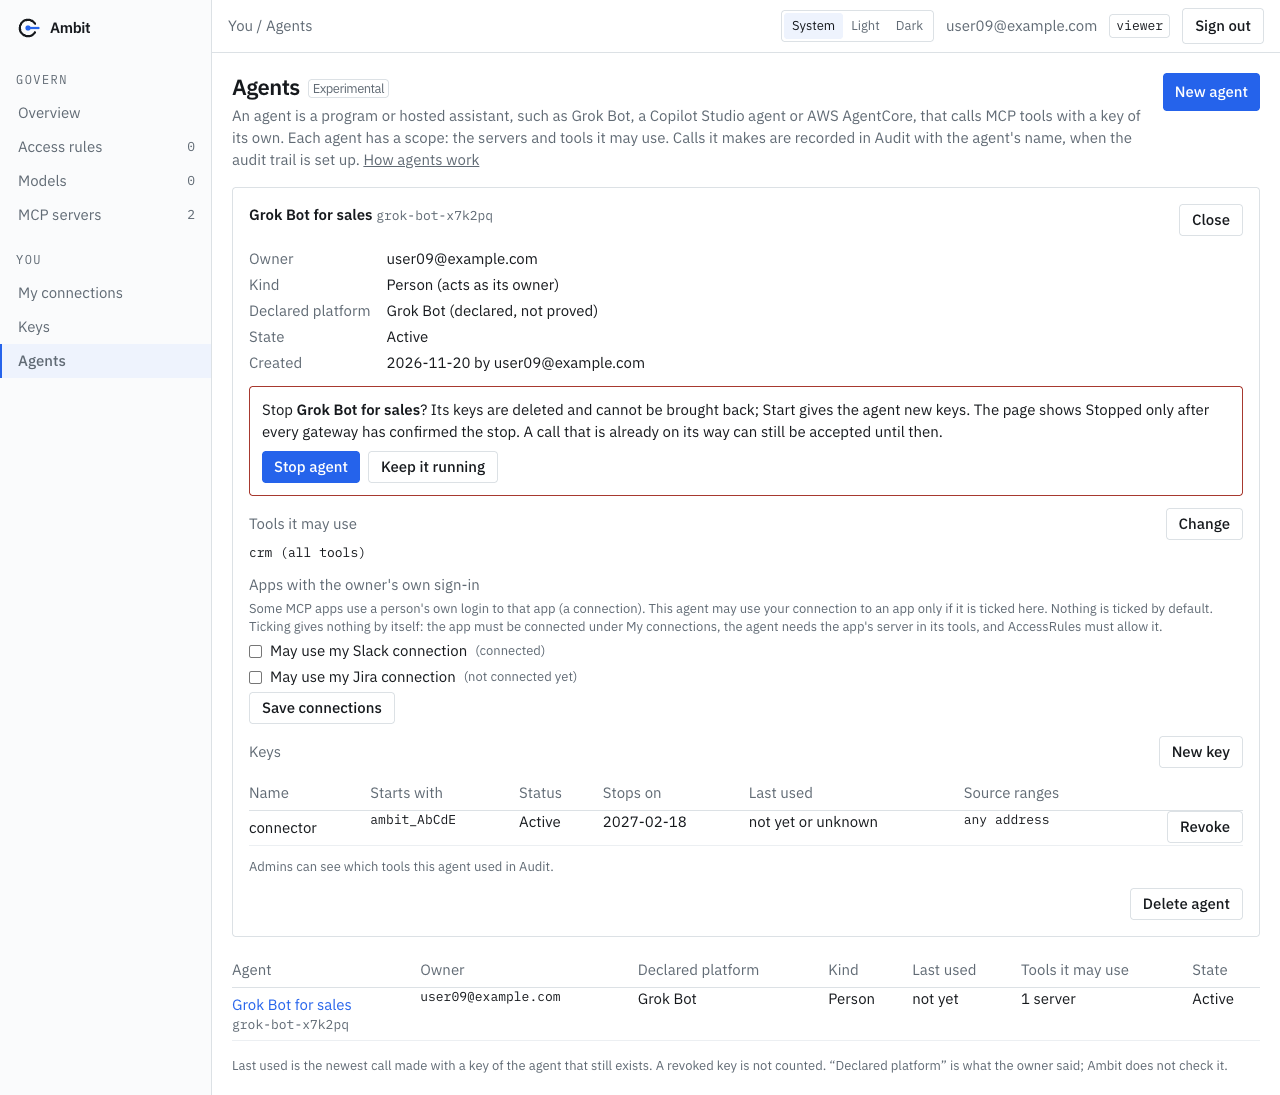 Ambit
You / Agents
System Light Dark
user09@example.com
viewer
Sign out
GOVERN
Overview
Access rules 0
Models 0
MCP servers 2
YOU
My connections
Keys
Agents
Agents Experimental
New agent
An agent is a program or hosted assistant, such as Grok Bot, a Copilot Studio agent or AWS AgentCore, that calls MCP tools with a key of
its own. Each agent has a scope: the servers and tools it may use. Calls it makes are recorded in Audit with the agent's name, when the
audit trail is set up. How agents work
Grok Bot for sales grok-bot-x7k2pq
Close
Owner user09@example.com
Kind Person (acts as its owner)
Declared platform Grok Bot (declared, not proved)
State Active
Created 2026-11-20 by user09@example.com
Stop Grok Bot for sales? Its keys are deleted and cannot be brought back; Start gives the agent new keys. The page shows Stopped only after
every gateway has confirmed the stop. A call that is already on its way can still be accepted until then.
Stop agent Keep it running
Tools it may use
Change
crm (all tools)
Apps with the owner's own sign-in
Some MCP apps use a person's own login to that app (a connection). This agent may use your connection to an app only if it is ticked here. Nothing is ticked by default.
Ticking gives nothing by itself: the app must be connected under My connections, the agent needs the app's server in its tools, and AccessRules must allow it.
May use my Slack connection (connected)
May use my Jira connection (not connected yet)
Save connections
Keys
New key
Name Starts with Status Stops on Last used Source ranges
connector ambit_AbCdE Active 2027-02-18 not yet or unknown any address Revoke
Admins can see which tools this agent used in Audit.
Delete agent
Agent Owner Declared platform Kind Last used Tools it may use State
Grok Bot for sales user09@example.com Grok Bot Person not yet 1 server Active
grok-bot-x7k2pq
Last used is the newest call made with a key of the agent that still exists. A revoked key is not counted. “Declared platform” is what the owner said; Ambit does not check it.